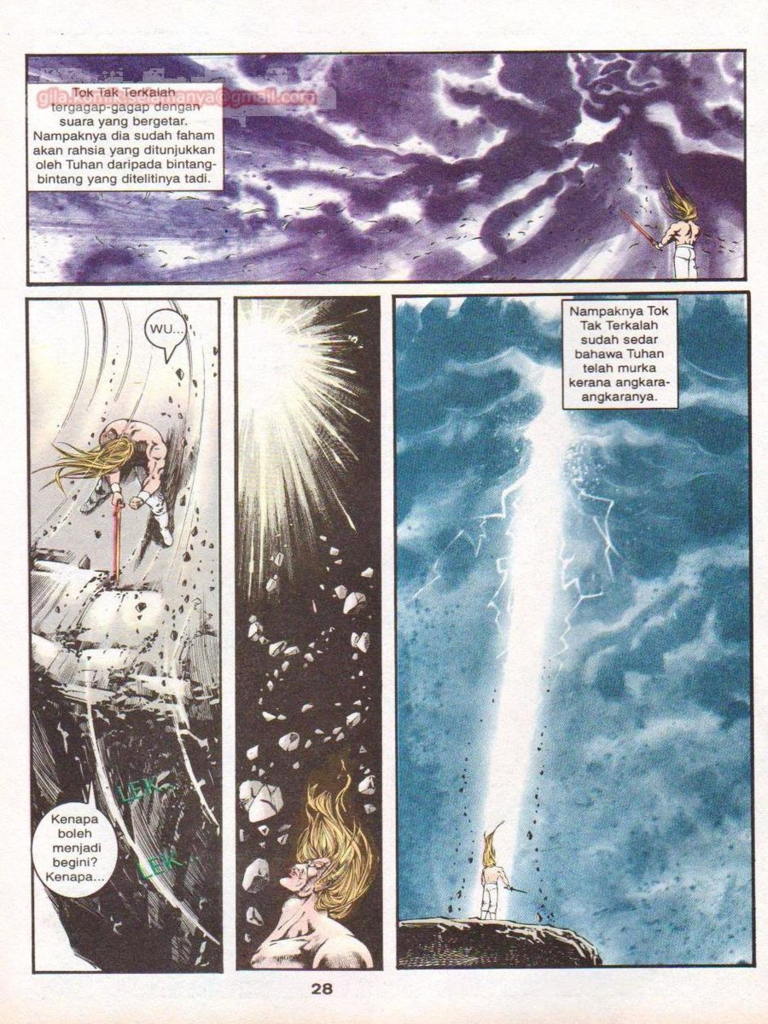 Tok Tak Terkalah
tergagap-gagap dengan
suara yang bergetar.
Nampaknya dia sudah faham
akan rahsia yang ditunjukkan
oleh Tuhan daripada bintang-
bintang yang ditelitinya tadi.
WU...
LEK...
LEK...
Kenapa
boleh
menjadi
begini?
Kenapa...
Nampaknya Tok
Tak Terkalah
sudah sedar
bahawa Tuhan
telah murka
kerana angkara-
angkaranya.
28